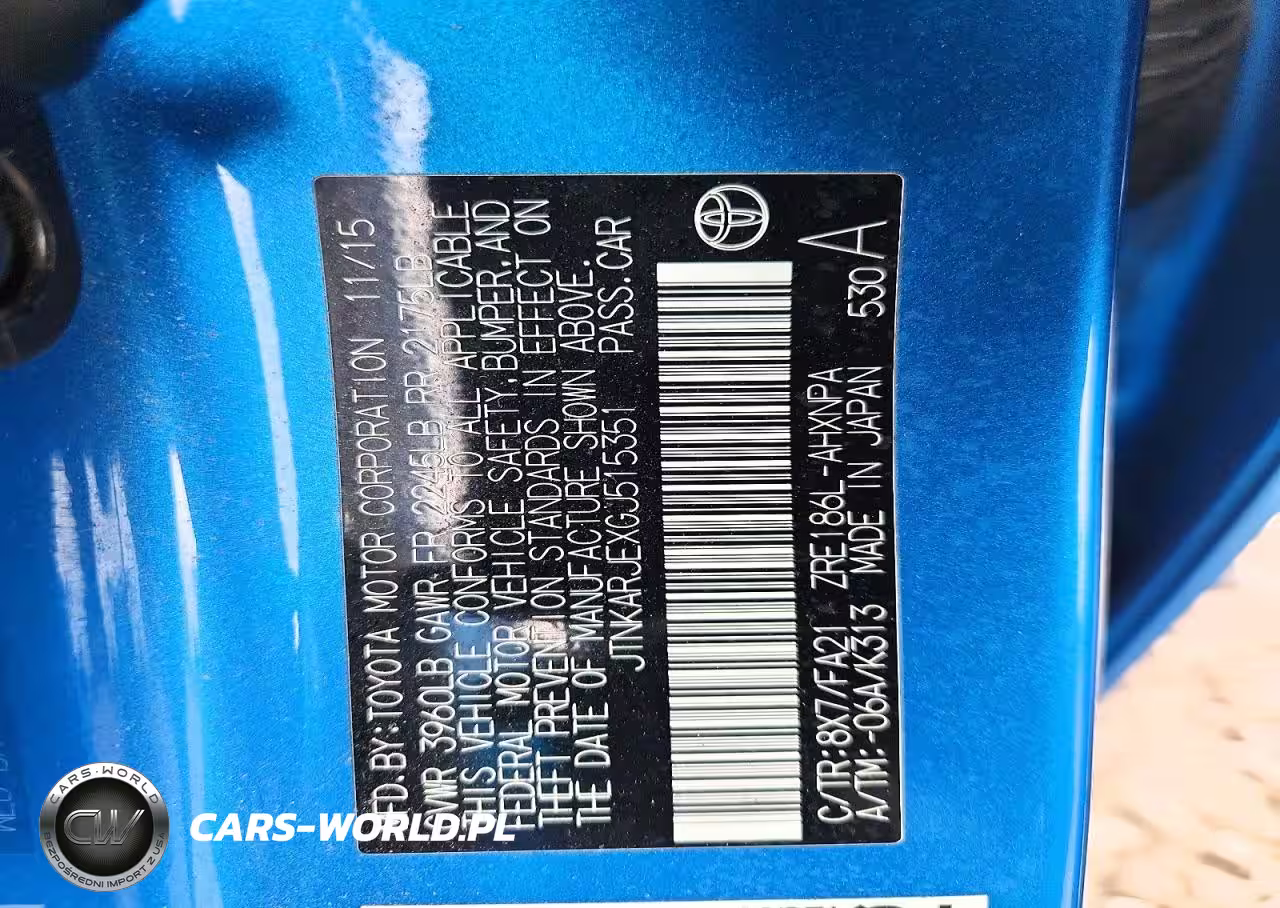 MFD.BY:TOYOTA MOTOR CORPORATION 11/15
GVWR 3960LB GAWR FR 2245LB RR 2175LB
THIS VEHICLE CONFORMS TO ALL APPLICABLE
FEDERAL MOTOR VEHICLE SAFETY,BUMPER,AND
THEFT PREVENTION STANDARDS IN EFFECT ON
THE DATE OF MANUFACTURE SHOWN ABOVE.
JTNKARJEXGJ515351 PASS.CAR
C/TR:8X7/FA21 ZRE186L-AHXNPA
A/TM:-06A/K313 MADE IN JAPAN 530 A
CARS-WORLD
CW
BEZPOŚREDNI IMPORT Z USA
CARS-WORLD.PL